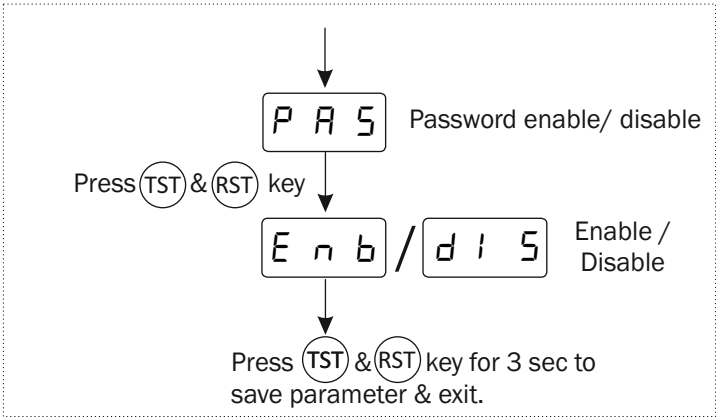 P A S Password enable/ disable
Press TST & RST key
E n b / d I S Enable /
Disable
Press TST & RST key for 3 sec to
save parameter & exit.